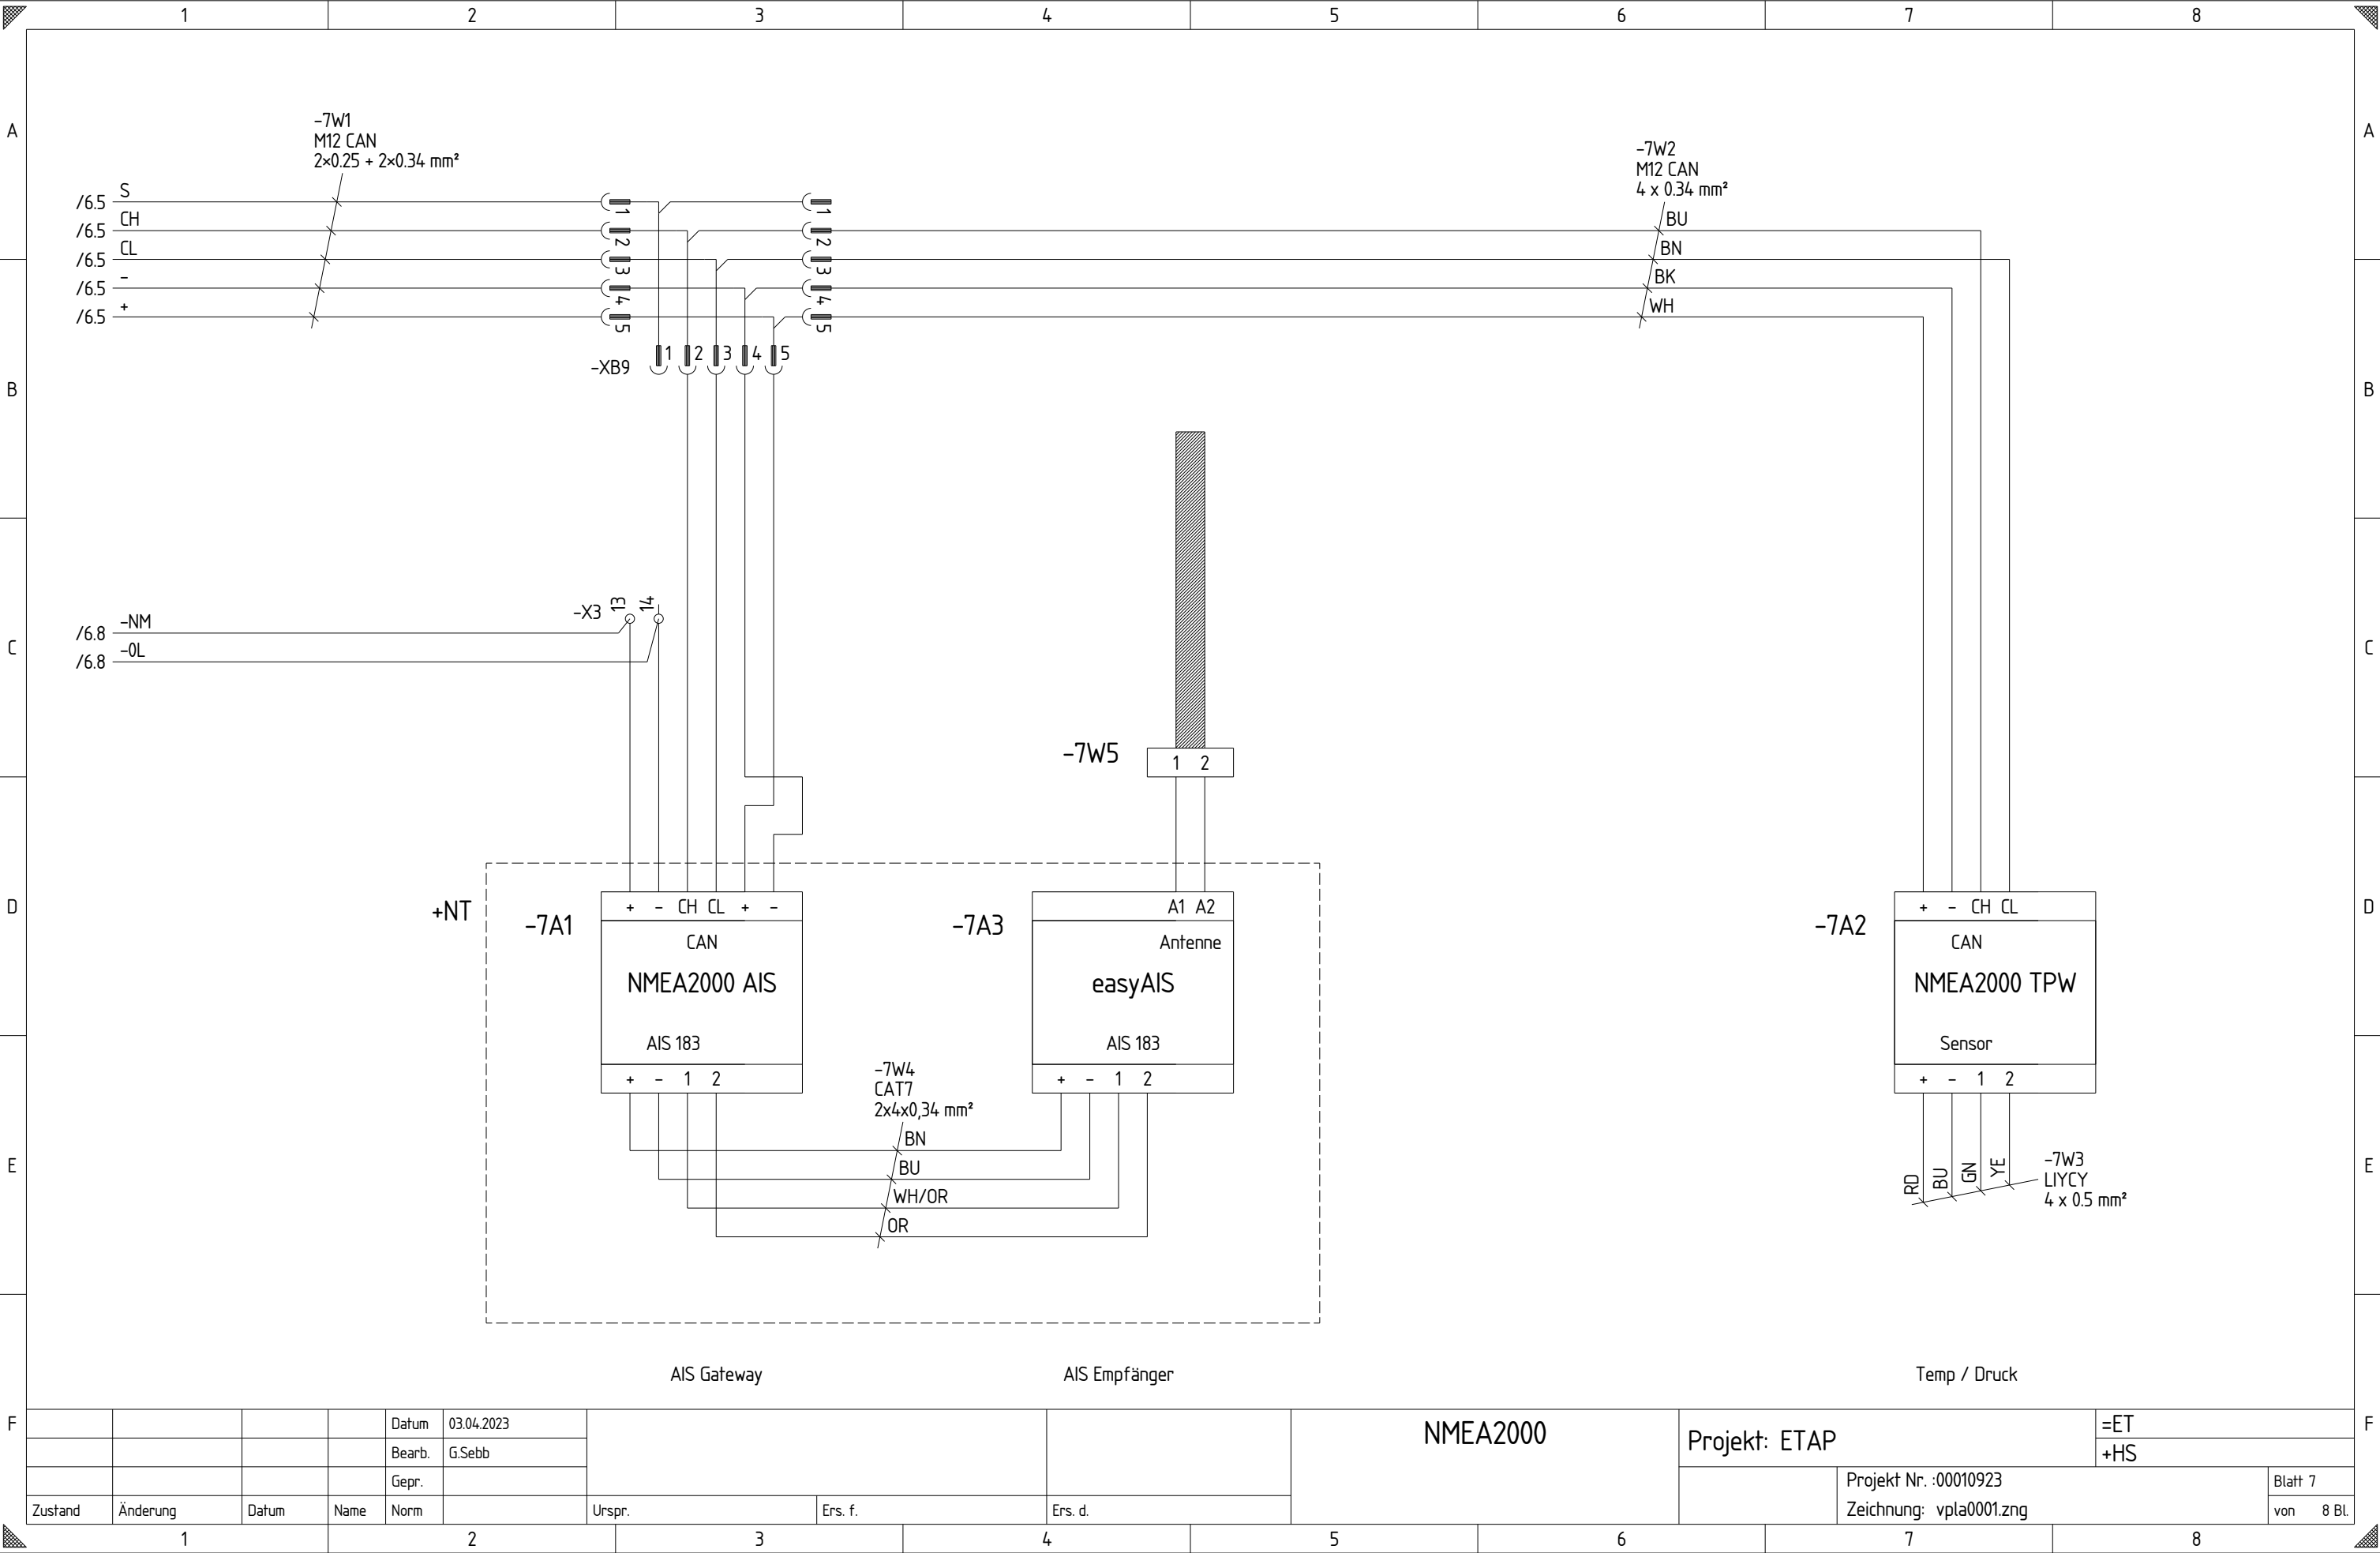 1 2 3 4 5 6 7 8
A A
-7W1
M12 CAN
2×0.25 + 2×0.34 mm²
-7W2
M12 CAN
4 x 0.34 mm²
/6.5 S 1 1
/6.5 CH 2 2 BU
/6.5 CL 3 3 BN
/6.5 - 4 4 BK
/6.5 + 5 5 WH
-XB9 1 2 3 4 5
B B
-X3 13 14
/6.8 -NM
/6.8 -0L
C C
-7W5 1 2
D D
+NT
-7A1
+ - CH CL + -
CAN
NMEA2000 AIS
AIS 183
+ - 1 2
-7A3
A1 A2
Antenne
easyAIS
AIS 183
+ - 1 2
-7A2
+ - CH CL
CAN
NMEA2000 TPW
Sensor
+ - 1 2
-7W4
CAT7
2x4x0,34 mm²
BN
BU
WH/OR
OR
E E
RD BU GN YE
-7W3
LIYCY
4 x 0.5 mm²
AIS Gateway AIS Empfänger Temp / Druck
F F
Datum 03.04.2023
Bearb. G.Sebb
Gepr.
Zustand Änderung Datum Name Norm Urspr. Ers. f. Ers. d.
NMEA2000
Projekt: ETAP
=ET
+HS
Projekt Nr. :00010923
Blatt 7
Zeichnung: vpla0001.zng
von 8 Bl.
1 2 3 4 5 6 7 8